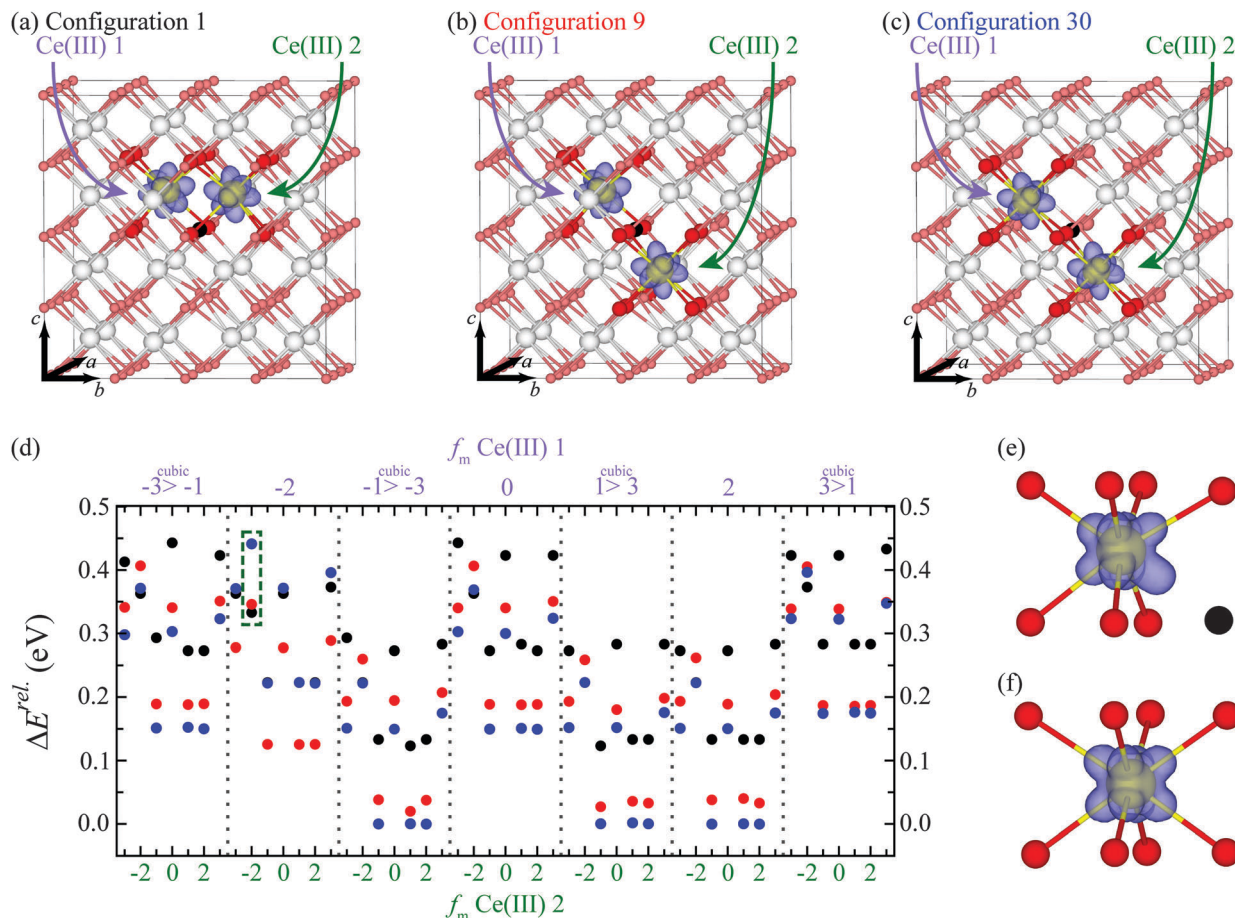 (a) Configuration 1
Ce(III) 1 Ce(III) 2
c
a
b
(b) Configuration 9
Ce(III) 1 Ce(III) 2
c
a
b
(c) Configuration 30
Ce(III) 1 Ce(III) 2
c
a
b
(d)
fm Ce(III) 1
cubic cubic cubic cubic
-3> -1 -2 -1> -3 0 1> 3 2 3>1
0.5 0.5
0.4 0.4
0.3 0.3
0.2 0.2
0.1 0.1
0.0 0.0
ΔE^rel. (eV)
-2 0 2 -2 0 2 -2 0 2 -2 0 2 -2 0 2 -2 0 2 -2 0 2
fm Ce(III) 2
(e)
(f)